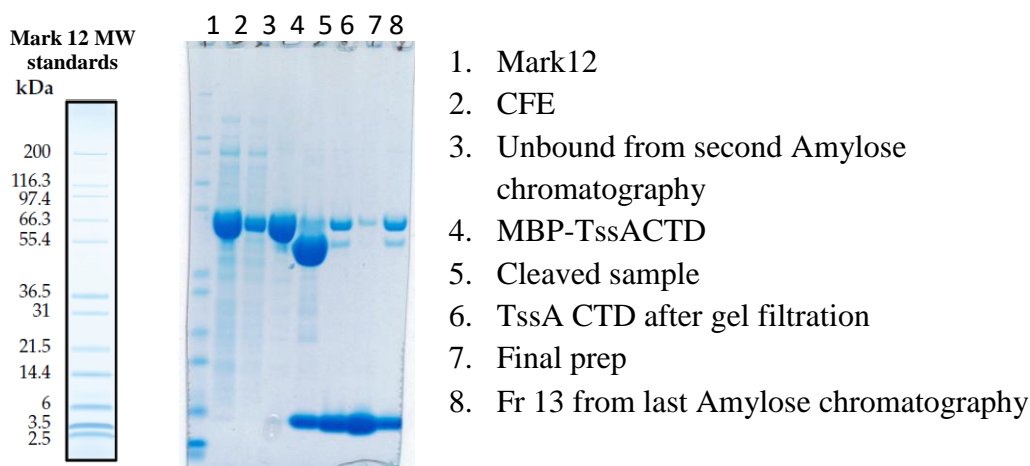 Mark 12 MW
standards
kDa
200
116.3
97.4
66.3
55.4
36.5
31
21.5
14.4
6
3.5
2.5
1 2 3 4 5 6 7 8
1. Mark12
2. CFE
3. Unbound from second Amylose
chromatography
4. MBP-TssACTD
5. Cleaved sample
6. TssA CTD after gel filtration
7. Final prep
8. Fr 13 from last Amylose chromatography